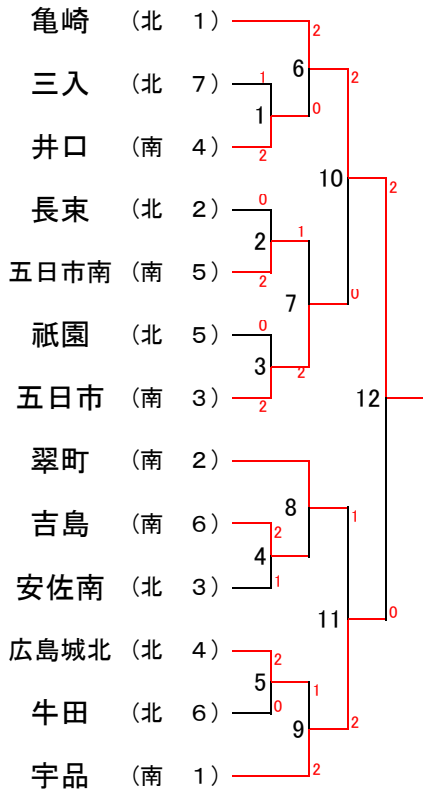 亀崎 (北 1) 2
6 2
三入 (北 7) 1
1 0
井口 (南 4) 2
10 2
長束 (北 2) 0
2 1
五日市南 (南 5) 2
7 0
祇園 (北 5) 0
3 2
五日市 (南 3) 2
12
翠町 (南 2)
8 1
吉島 (南 6) 2
4
安佐南 (北 3) 1
11 0
広島城北 (北 4) 2
5 1
牛田 (北 6) 0
9 2
宇品 (南 1) 2